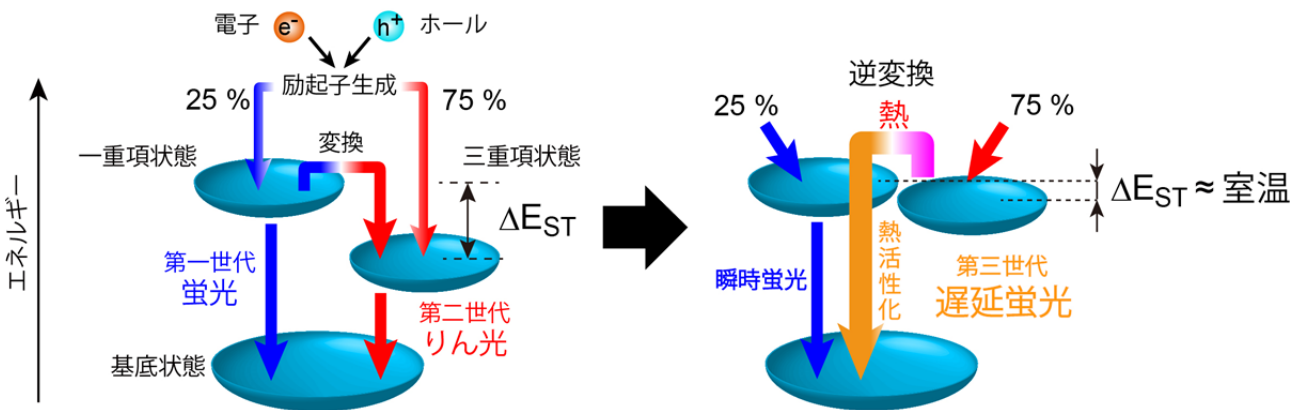 電子 e⁻ h⁺ ホール
励起子生成
25 %
75 %
変換
一重項状態
三重項状態
ΔE_ST
エネルギー
第一世代
蛍光
第二世代
りん光
基底状態
逆変換
熱
25 %
75 %
ΔE_ST ≈ 室温
瞬時蛍光
熱活性化
第三世代
遅延蛍光